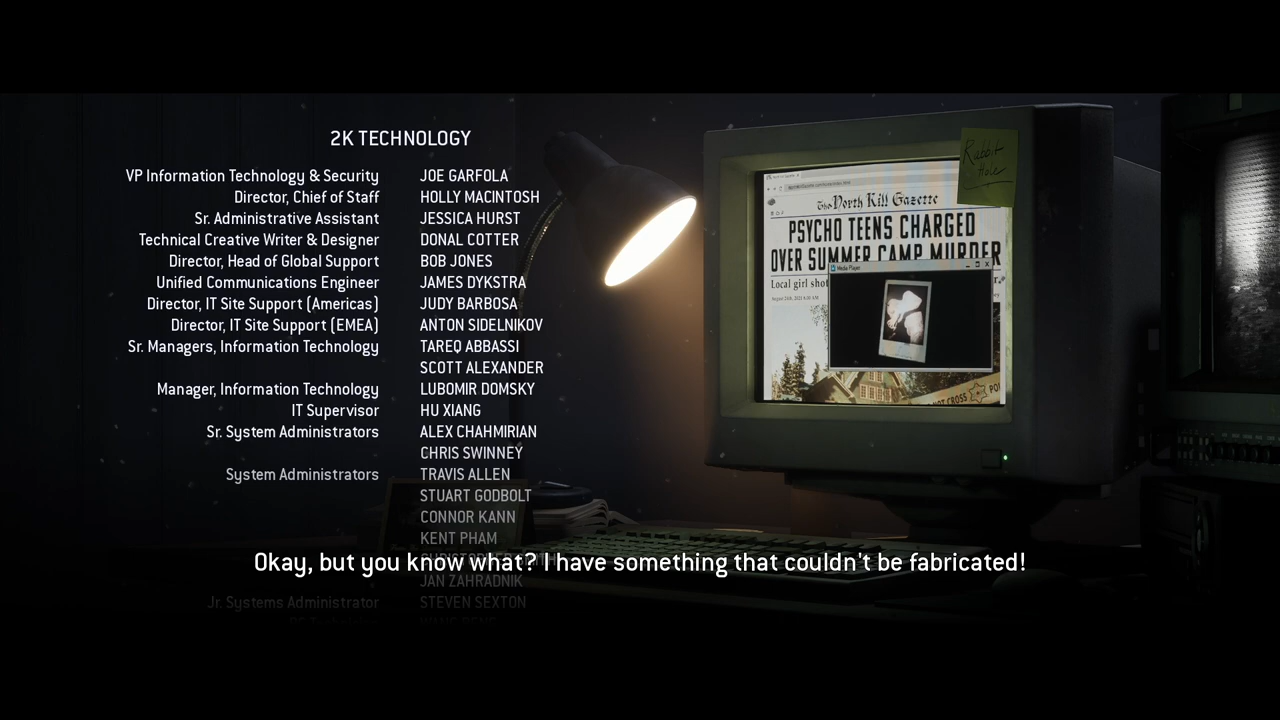 2K TECHNOLOGY
VP Information Technology & Security JOE GARFOLA
Director, Chief of Staff HOLLY MACINTOSH
Sr. Administrative Assistant JESSICA HURST
Technical Creative Writer & Designer DONAL COTTER
Director, Head of Global Support BOB JONES
Unified Communications Engineer JAMES DYKSTRA
Director, IT Site Support (Americas) JUDY BARBOSA
Director, IT Site Support (EMEA) ANTON SIDELNIKOV
Sr. Managers, Information Technology TAREQ ABBASSI
SCOTT ALEXANDER
Manager, Information Technology LUBOMIR DOMSKY
IT Supervisor HU XIANG
Sr. System Administrators ALEX CHAHMIRIAN
CHRIS SWINNEY
System Administrators TRAVIS ALLEN
STUART GODBOLT
CONNOR KANN
KENT PHAM
JAN ZAHRADNIK
Jr. Systems Administrator STEVEN SEXTON
Rabbit
Hole
The North Kill Gazette
PSYCHO TEENS CHARGED
OVER SUMMER CAMP MURDER
Media Player
Local girl shot
NOT CROSS
Okay, but you know what? I have something that couldn't be fabricated!